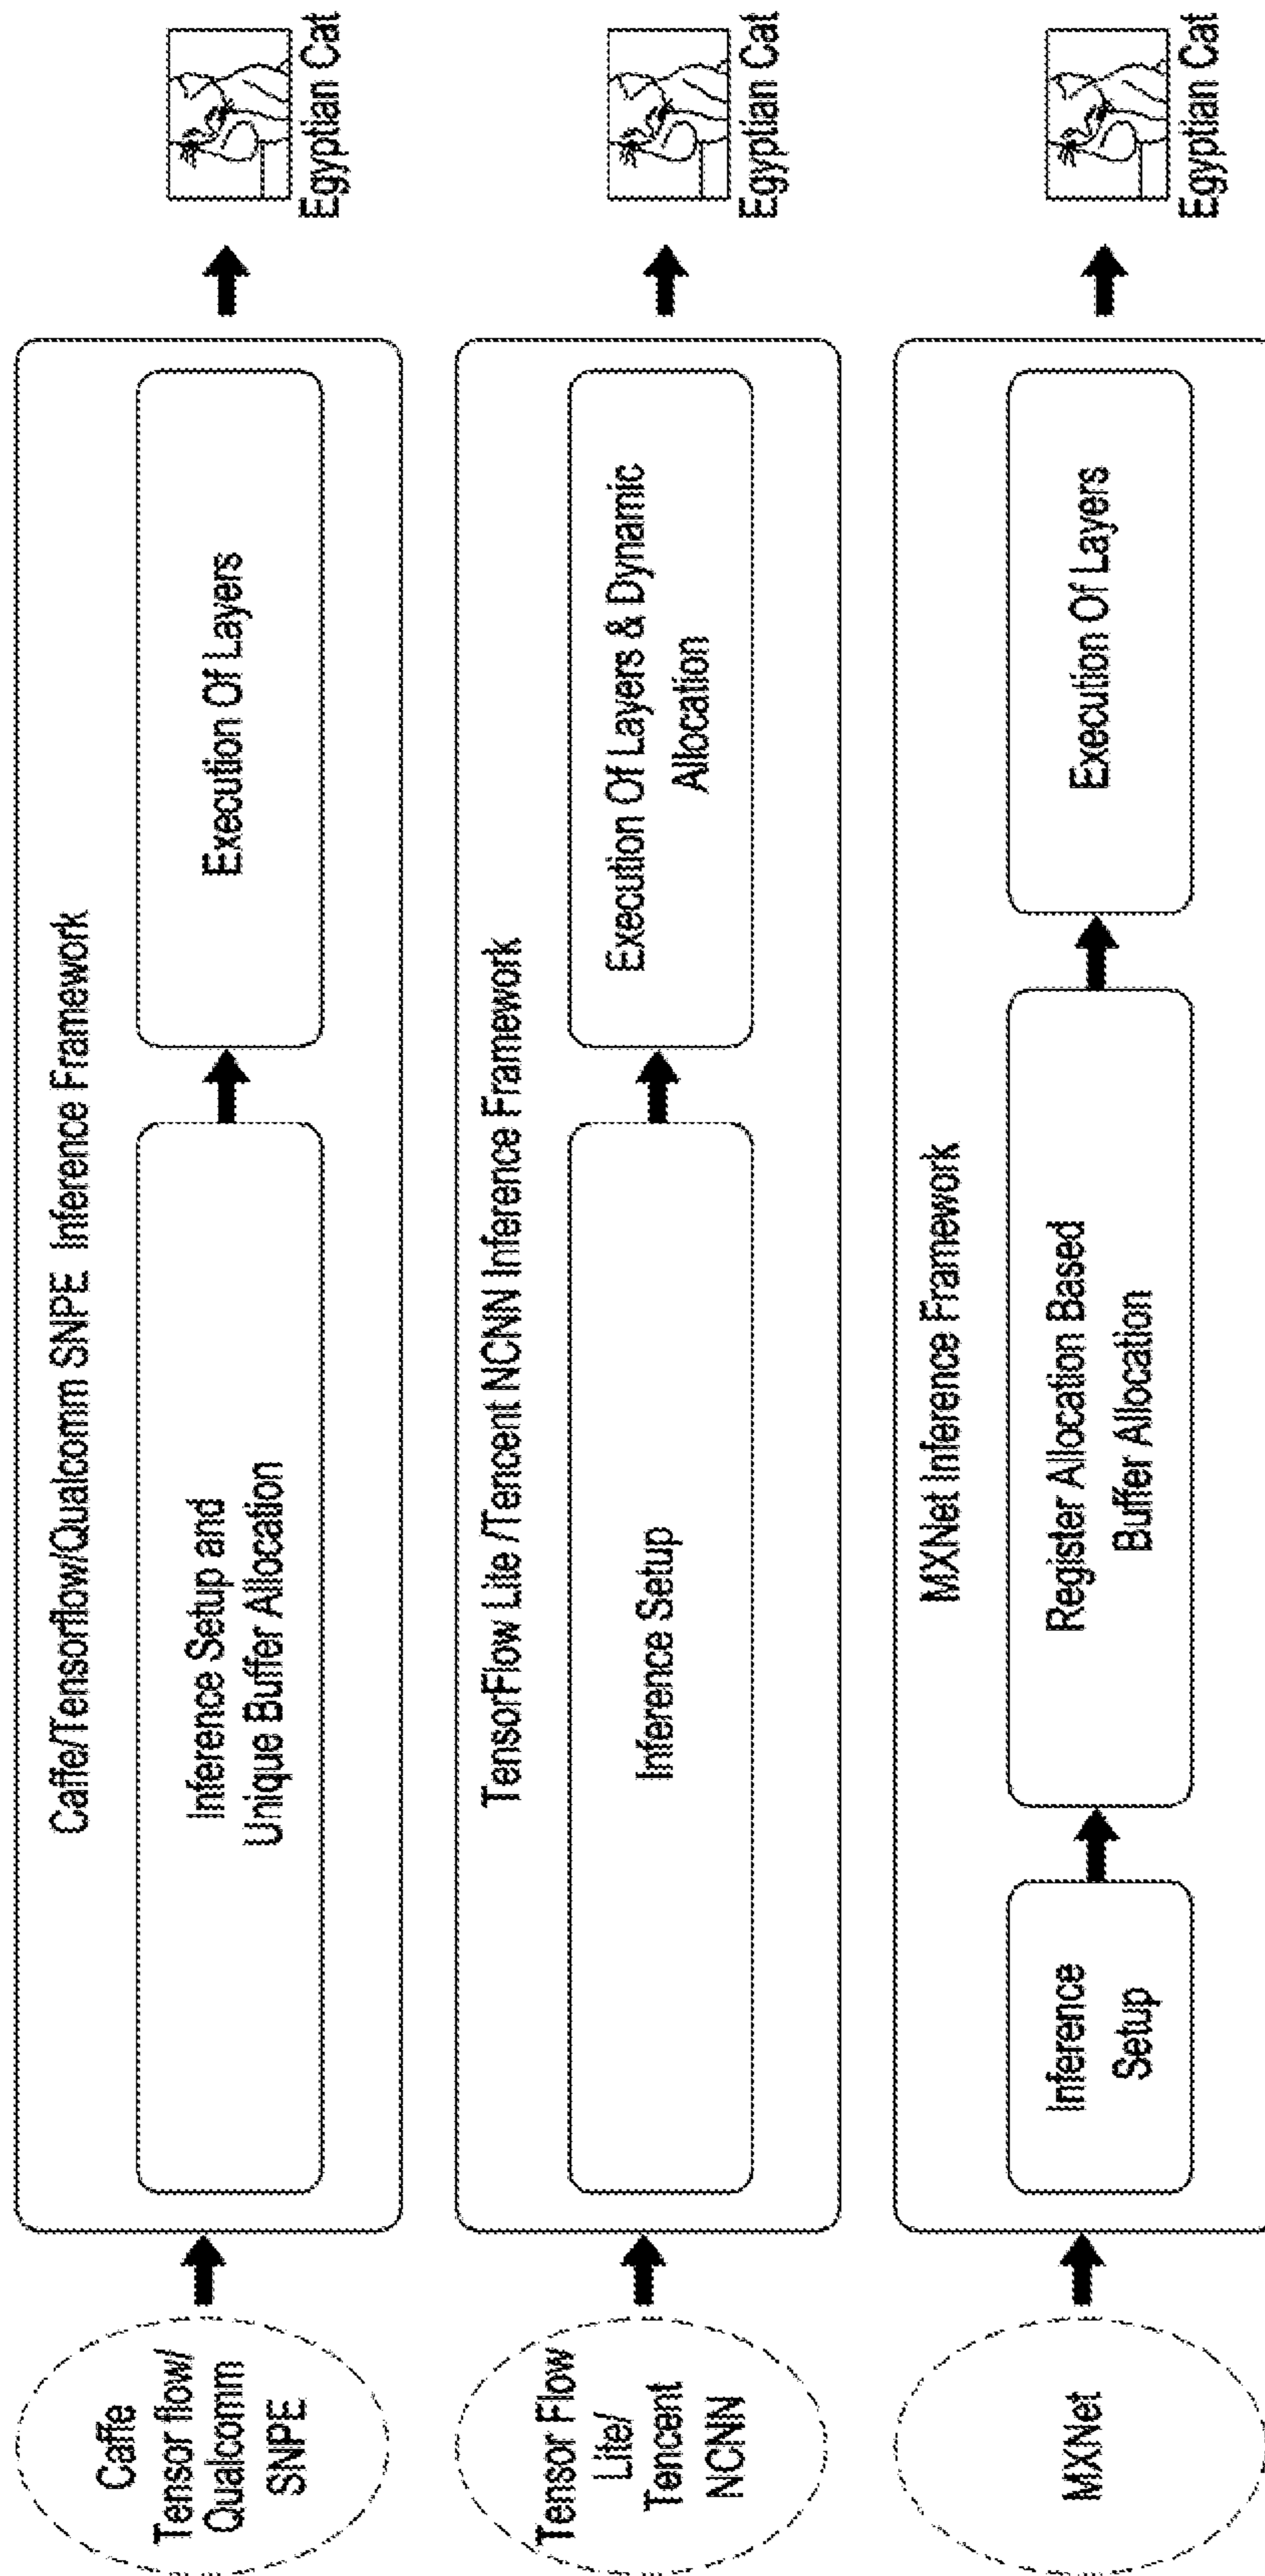 Caffe
Tensor flow/
Qualcomm
SNPE
Caffe/Tensorflow/Qualcomm SNPE Inference Framework
Inference Setup and
Unique Buffer Allocation
Execution Of Layers
Egyptian Cat
Tensor Flow
Lite/
Tencent
NCNN
TensorFlow Lite /Tencent NCNN Inference Framework
Inference Setup
Execution Of Layers & Dynamic
Allocation
Egyptian Cat
MXNet
MXNet Inference Framework
Inference
Setup
Register Allocation Based
Buffer Allocation
Execution Of Layers
Egyptian Cat